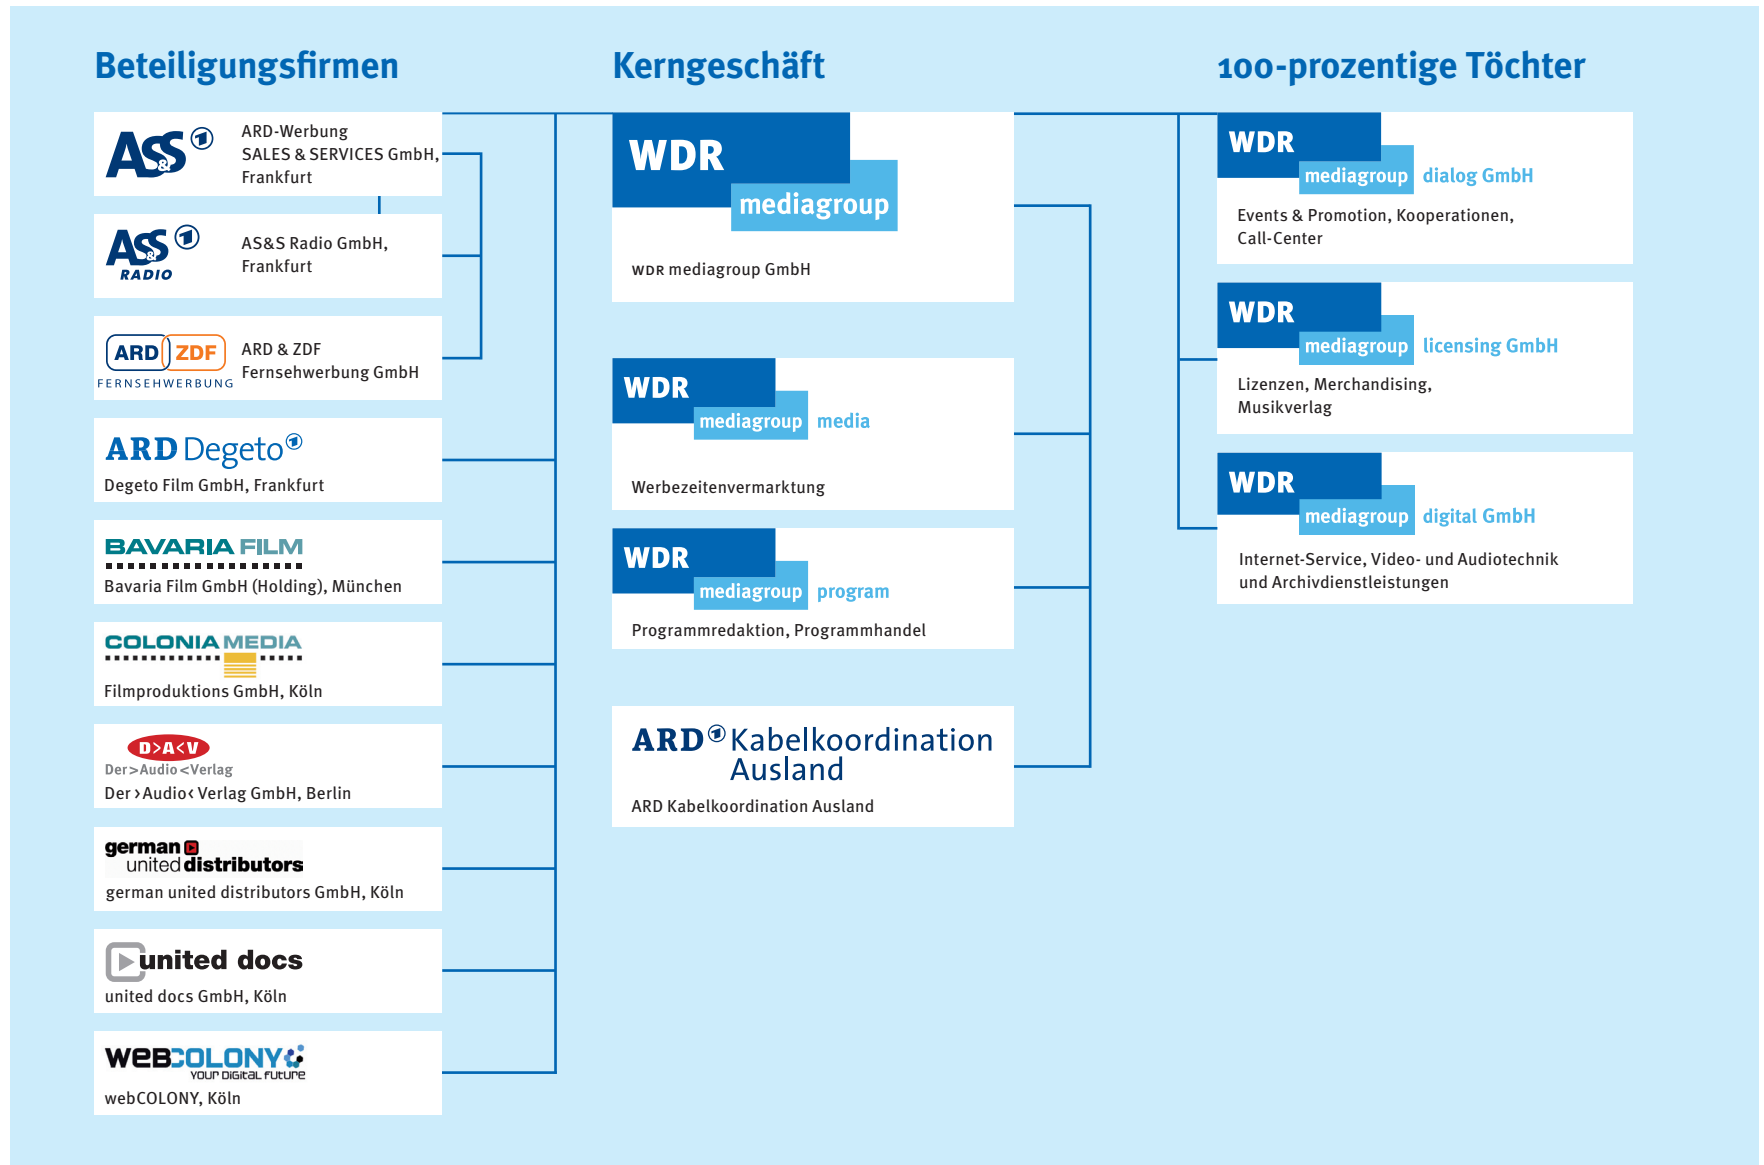 Beteiligungsfirmen
AS&S
ARD-Werbung
SALES & SERVICES GmbH,
Frankfurt
AS&S
RADIO
AS&S Radio GmbH,
Frankfurt
ARD ZDF
FERNSEHWERBUNG
ARD & ZDF
Fernsehwerbung GmbH
ARD Degeto
Degeto Film GmbH, Frankfurt
BAVARIA FILM
Bavaria Film GmbH (Holding), München
COLONIA MEDIA
Filmproduktions GmbH, Köln
D>A<V
Der>Audio<Verlag
Der ›Audio‹ Verlag GmbH, Berlin
german
united distributors
german united distributors GmbH, Köln
united docs
united docs GmbH, Köln
WEBCOLONY
YOUR DIGITAL FUTURE
webCOLONY, Köln
Kerngeschäft
WDR
mediagroup
WDR mediagroup GmbH
WDR
mediagroup media
Werbezeitenvermarktung
WDR
mediagroup program
Programmredaktion, Programmhandel
ARD Kabelkoordination
Ausland
ARD Kabelkoordination Ausland
100-prozentige Töchter
WDR
mediagroup dialog GmbH
Events & Promotion, Kooperationen,
Call-Center
WDR
mediagroup licensing GmbH
Lizenzen, Merchandising,
Musikverlag
WDR
mediagroup digital GmbH
Internet-Service, Video- und Audiotechnik
und Archivdienstleistungen